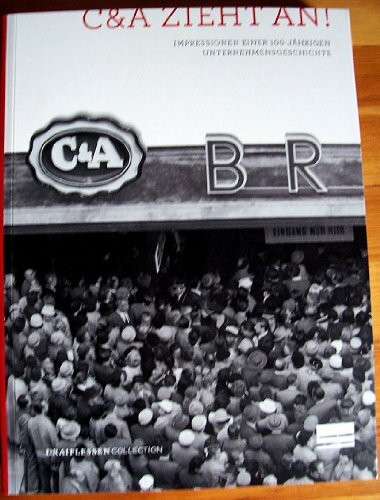 C&A ZIEHT AN!
IMPRESSIONEN EINER 100-JÄHRIGEN
UNTERNEHMENSGESCHICHTE
C&A
B R
EINGANG NUR HIER
DRAIFLESSEN COLLECTION